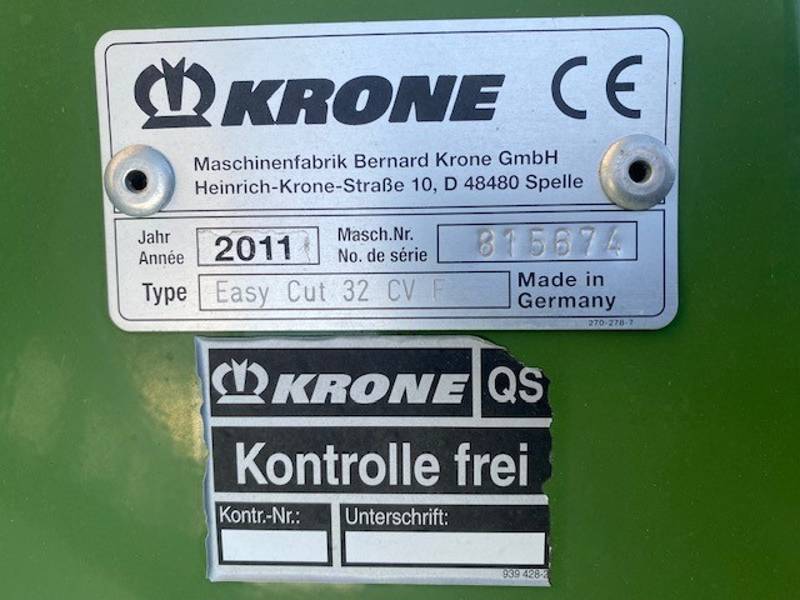 KRONE CE
Maschinenfabrik Bernard Krone GmbH
Heinrich-Krone-Straße 10, D 48480 Spelle
Jahr Année 2011 Masch.Nr. No. de série 815674
Type Easy Cut 32 CV F Made in Germany
270-278-7
KRONE QS
Kontrolle frei
Kontr.-Nr.: Unterschrift:
939 428-2